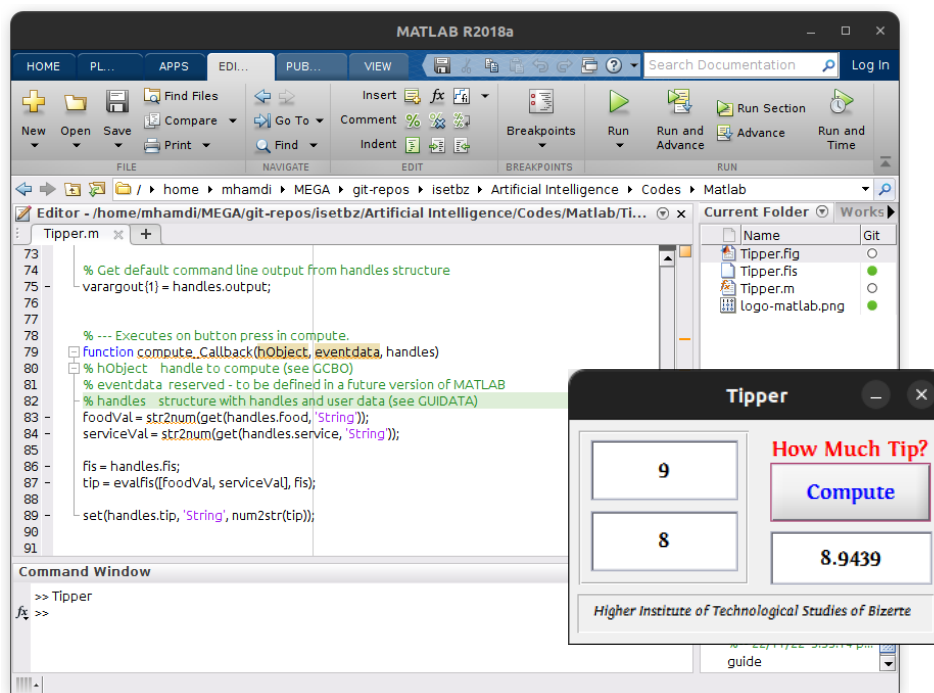 MATLAB R2018a
HOME PL... APPS EDI... PUB... VIEW Search Documentation Log In
New Open Save Find Files Compare Print FILE
Go To Find NAVIGATE
Insert fx Comment Indent EDIT
Breakpoints BREAKPOINTS
Run Run and Advance Run Section Advance Run and Time RUN
/ home mhamdi MEGA git-repos isetbz Artificial Intelligence Codes Matlab
Editor - /home/mhamdi/MEGA/git-repos/isetbz/Artificial Intelligence/Codes/Matlab/Ti...
Tipper.m +
73
74 % Get default command line output from handles structure
75 - varargout{1} = handles.output;
76
77
78 % --- Executes on button press in compute.
79 function compute_Callback(hObject, eventdata, handles)
80 % hObject handle to compute (see GCBO)
81 % eventdata reserved - to be defined in a future version of MATLAB
82 % handles structure with handles and user data (see GUIDATA)
83 - foodVal = str2num(get(handles.food, 'String'));
84 - serviceVal = str2num(get(handles.service, 'String'));
85
86 - fis = handles.fis;
87 - tip = evalfis([foodVal, serviceVal], fis);
88
89 - set(handles.tip, 'String', num2str(tip));
90
91
Command Window
>> Tipper
fx >>
Current Folder Works
Name Git
Tipper.fig
Tipper.fis
Tipper.m
logo-matlab.png
Tipper
9
8
How Much Tip?
Compute
8.9439
Higher Institute of Technological Studies of Bizerte
guide